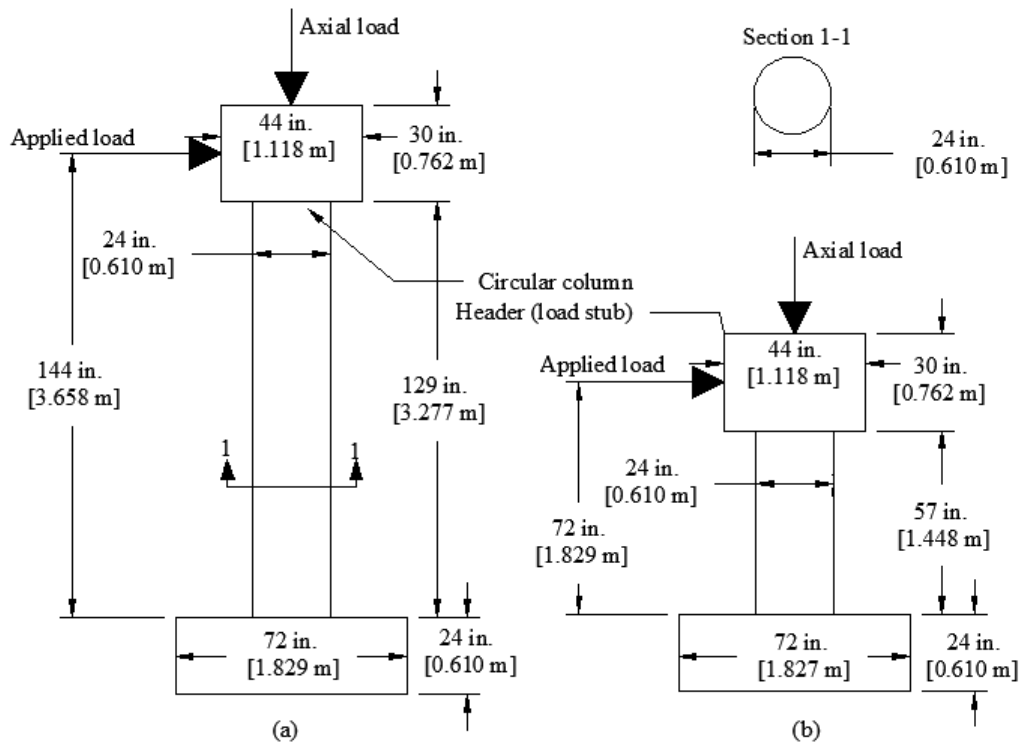 Axial load
44 in.
[1.118 m]
30 in.
[0.762 m]
Applied load
24 in.
[0.610 m]
Circular column
Header (load stub)
144 in.
[3.658 m]
129 in.
[3.277 m]
1
1
72 in.
[1.829 m]
24 in.
[0.610 m]
(a)
Section 1-1
24 in.
[0.610 m]
Axial load
44 in.
[1.118 m]
30 in.
[0.762 m]
Applied load
24 in.
[0.610 m]
72 in.
[1.829 m]
57 in.
[1.448 m]
72 in.
[1.827 m]
24 in.
[0.610 m]
(b)